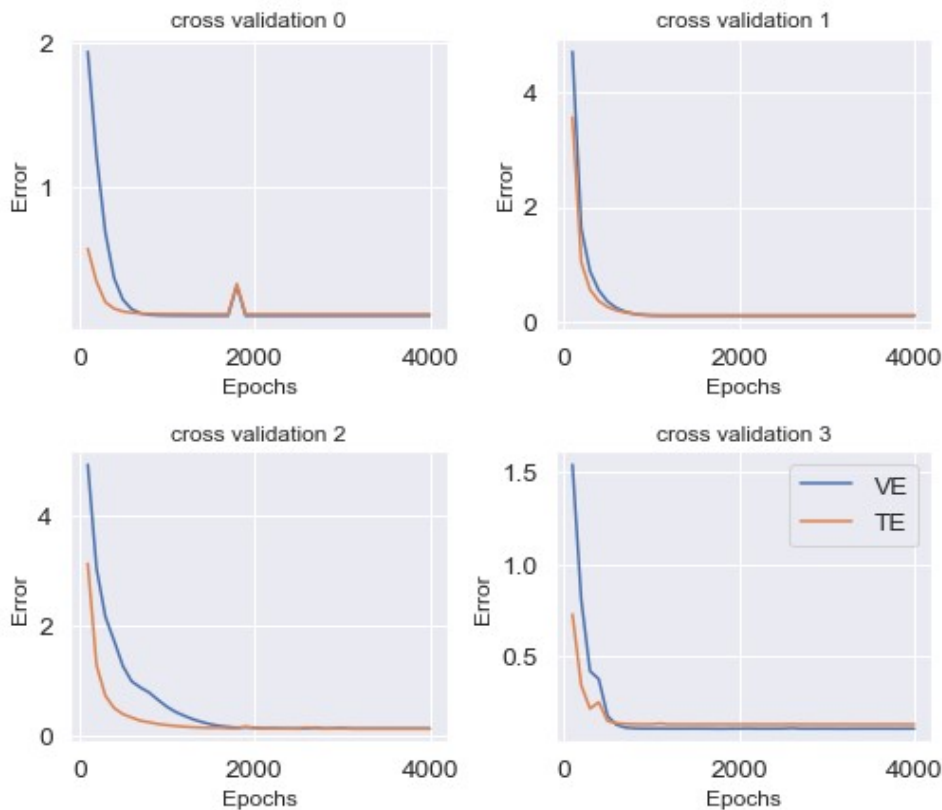 cross validation 0
2
1
Error
0
2000
4000
Epochs
cross validation 1
4
2
0
Error
0
2000
4000
Epochs
cross validation 2
4
2
0
Error
0
2000
4000
Epochs
cross validation 3
1.5
1.0
0.5
Error
VE
TE
0
2000
4000
Epochs